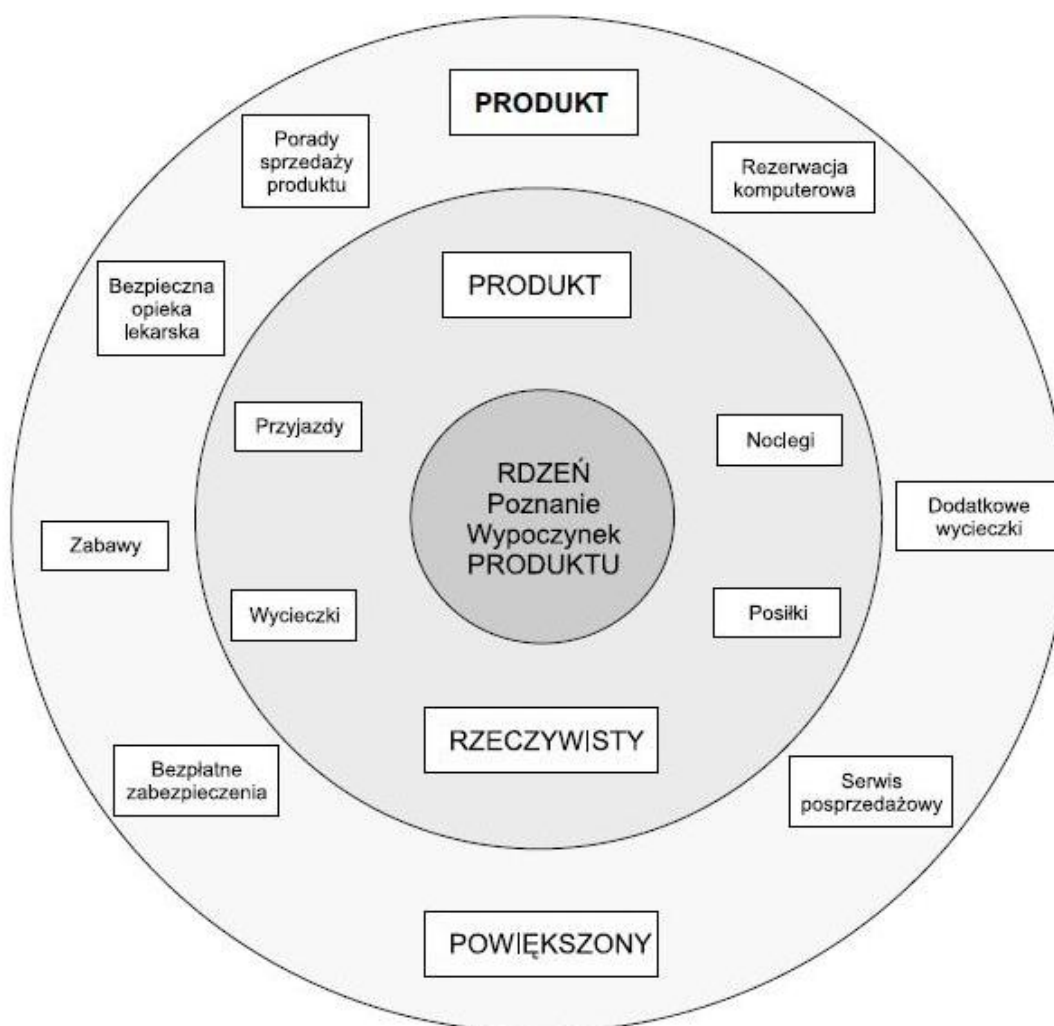 PRODUKT
Porady
sprzedaży
produktu
Rezerwacja
komputerowa
PRODUKT
Bezpieczna
opieka
lekarska
Przyjazdy
Noclegi
RDZEŃ
Poznanie
Wypoczynek
PRODUKTU
Zabawy
Dodatkowe
wycieczki
Wycieczki
Posiłki
RZECZYWISTY
Bezpłatne
zabezpieczenia
Serwis
posprzedażowy
POWIĘKSZONY